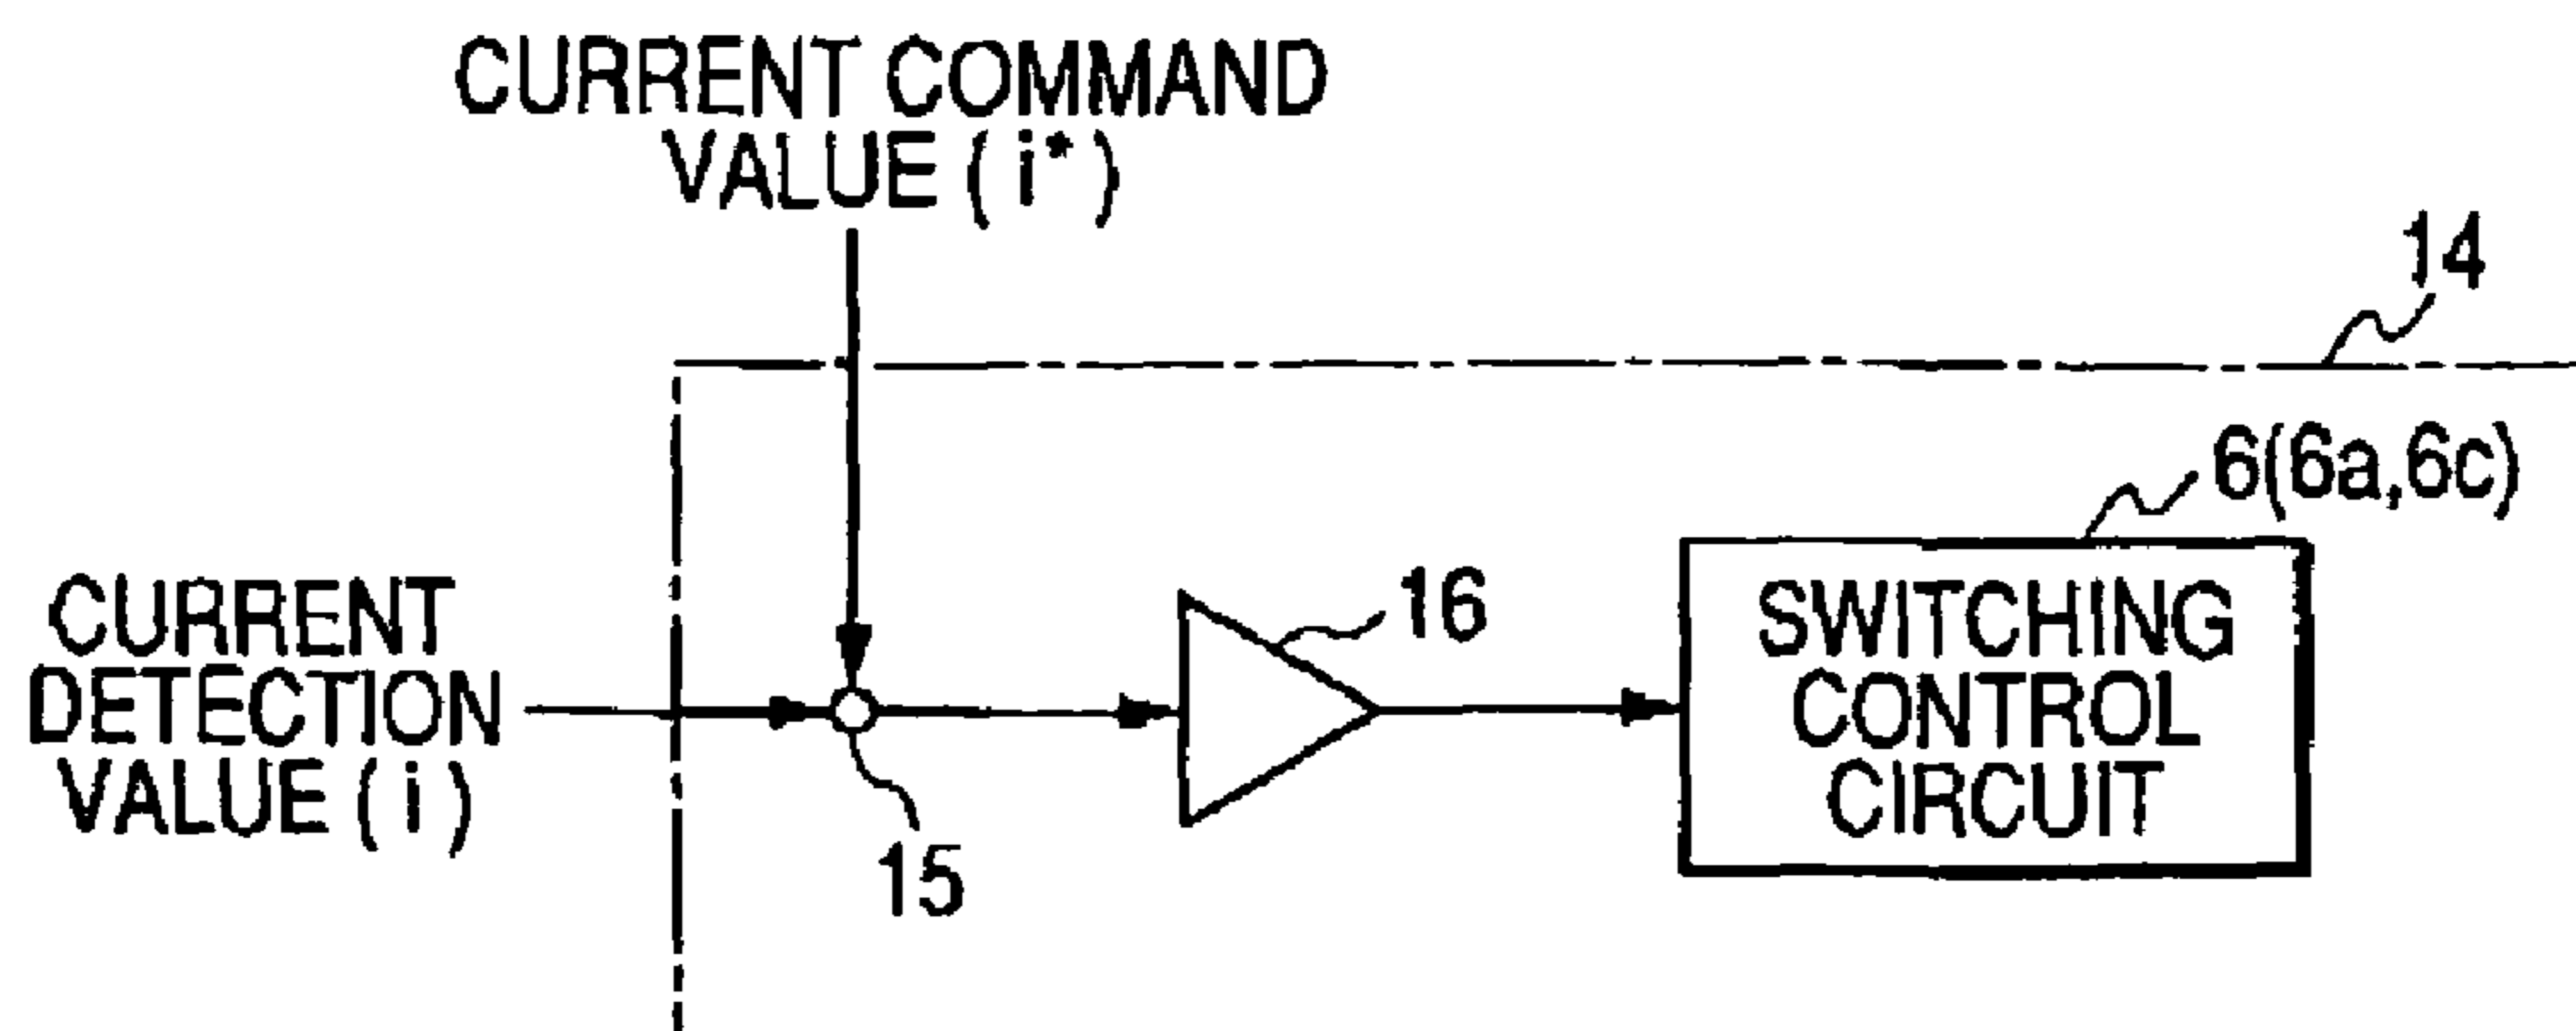 CURRENT COMMAND
VALUE ( i* )
14
6(6a,6c)
16
SWITCHING
CONTROL
CIRCUIT
CURRENT
DETECTION
VALUE ( i )
15